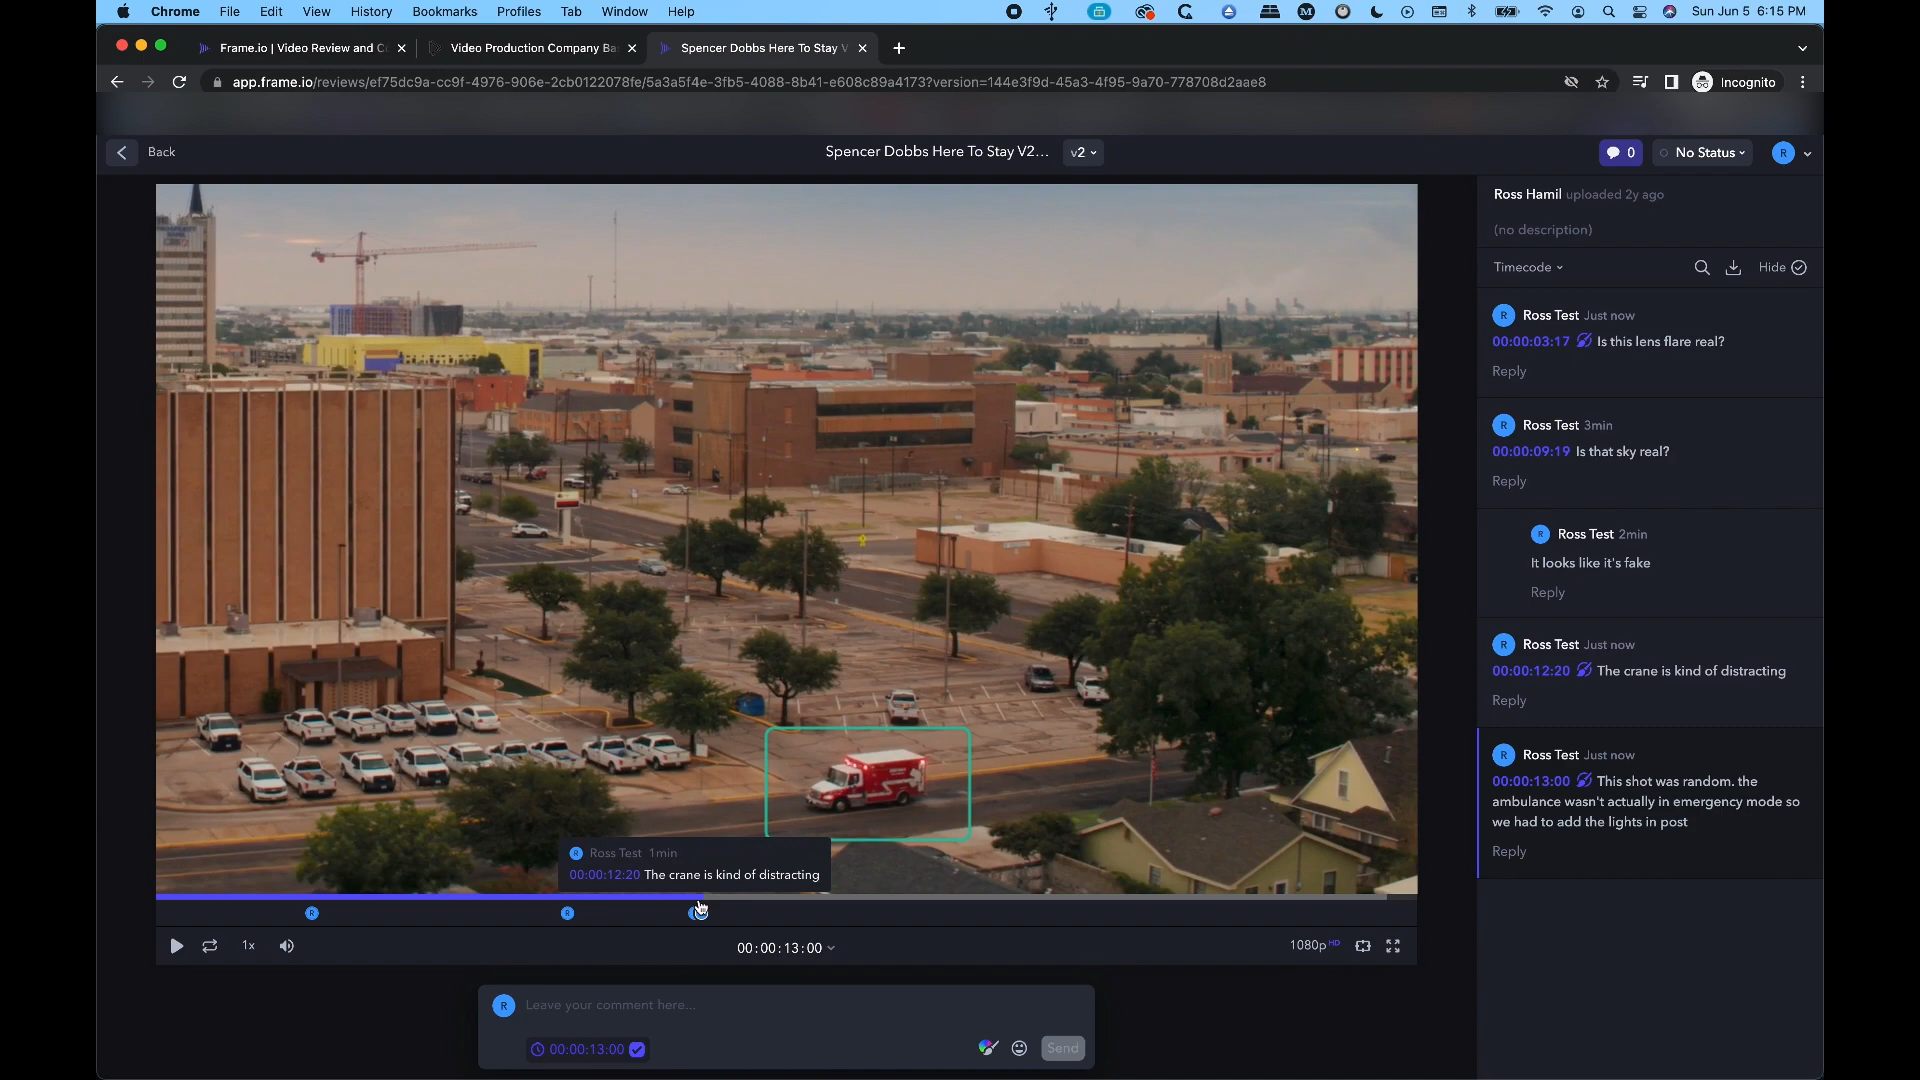 Chrome File Edit View History Bookmarks Profiles Tab Window Help Sun Jun 5 6:15 PM
Frame.io | Video Review and C Video Production Company Ba Spencer Dobbs Here To Stay V
app.frame.io/reviews/ef75dc9a-cc9f-4976-906e-2cb0122078fe/5a3a5f4e-3fb5-4088-8b41-e608c89a4173?version=144e3f9d-45a3-4f95-9a70-778708d2aae8 Incognito
Back Spencer Dobbs Here To Stay V2... v2 0 No Status R
Ross Hamil uploaded 2y ago
(no description)
Timecode Hide
R Ross Test Just now
00:00:03:17 Is this lens flare real?
Reply
R Ross Test 3min
00:00:09:19 Is that sky real?
Reply
R Ross Test 2min
It looks like it's fake
Reply
R Ross Test Just now
00:00:12:20 The crane is kind of distracting
Reply
R Ross Test Just now
00:00:13:00 This shot was random. the
ambulance wasn't actually in emergency mode so
we had to add the lights in post
Reply
R Ross Test 1min
00:00:12:20 The crane is kind of distracting
R R
1x 00:00:13:00 1080p HD
R Leave your comment here...
00:00:13:00 Send